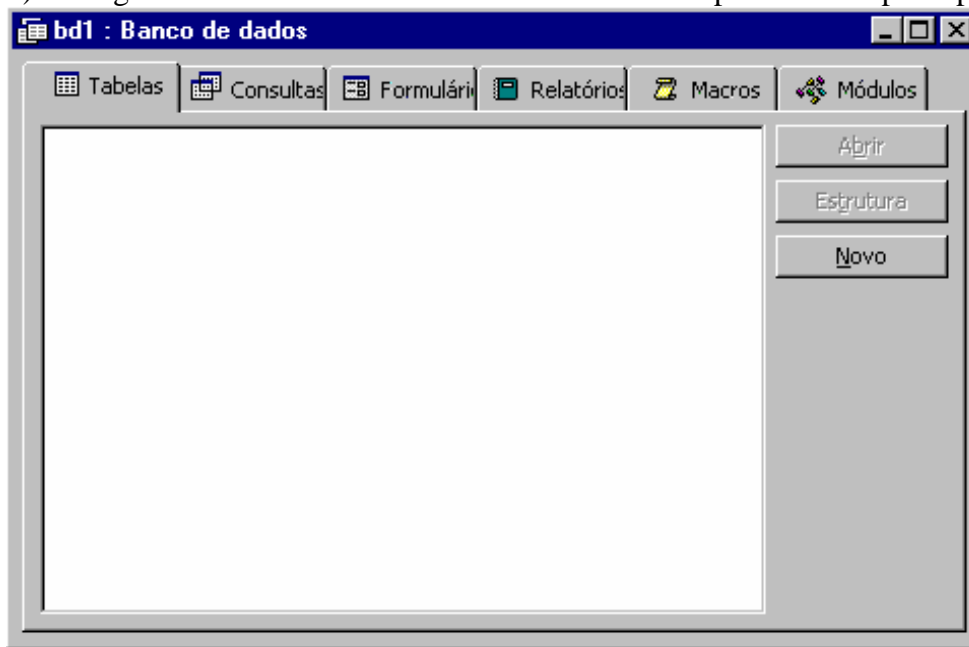 bd1 : Banco de dados
Tabelas Consultas Formulári Relatórios Macros Módulos
Abrir
Estrutura
Novo